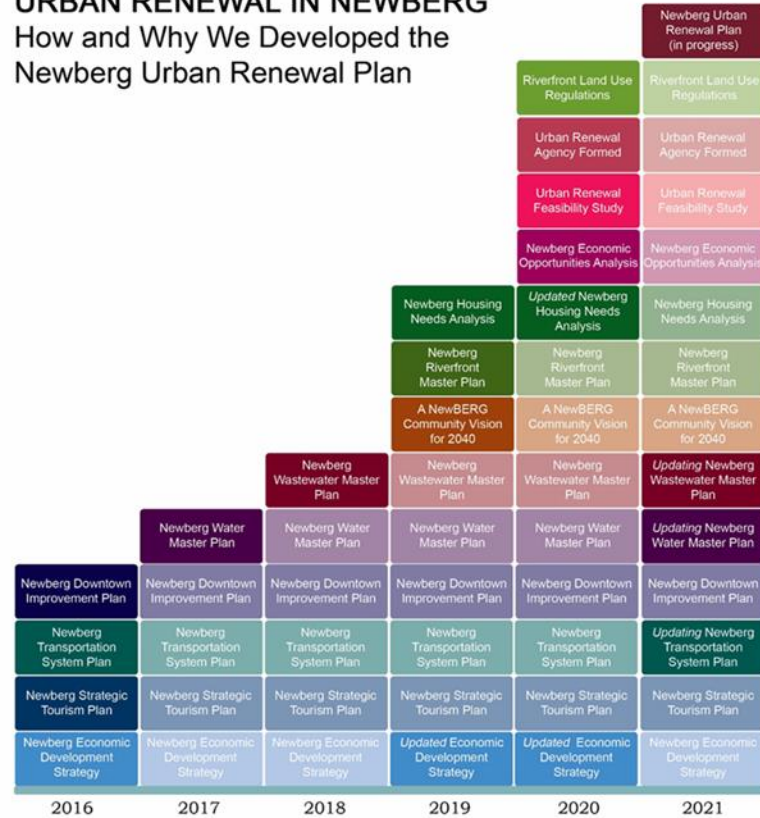 URBAN RENEWAL IN NEWBERG
How and Why We Developed the
Newberg Urban Renewal Plan
Newberg Urban
Renewal Plan
(in progress)
Riverfront Land Use
Regulations
Riverfront Land Use
Regulations
Urban Renewal
Agency Formed
Urban Renewal
Agency Formed
Urban Renewal
Feasibility Study
Urban Renewal
Feasibility Study
Newberg Economic
Opportunities Analysis
Newberg Economic
Opportunities Analysis
Newberg Housing
Needs Analysis
Updated Newberg
Housing Needs
Analysis
Newberg Housing
Needs Analysis
Newberg
Riverfront
Master Plan
Newberg
Riverfront
Master Plan
Newberg
Riverfront
Master Plan
A NewBERG
Community Vision
for 2040
A NewBERG
Community Vision
for 2040
A NewBERG
Community Vision
for 2040
Newberg
Wastewater Master
Plan
Newberg
Wastewater Master
Plan
Newberg
Wastewater Master
Plan
Updating Newberg
Wastewater Master
Plan
Newberg Water
Master Plan
Newberg Water
Master Plan
Newberg Water
Master Plan
Newberg Water
Master Plan
Updating Newberg
Water Master Plan
Newberg Downtown
Improvement Plan
Newberg Downtown
Improvement Plan
Newberg Downtown
Improvement Plan
Newberg Downtown
Improvement Plan
Newberg Downtown
Improvement Plan
Newberg Downtown
Improvement Plan
Newberg
Transportation
System Plan
Newberg
Transportation
System Plan
Newberg
Transportation
System Plan
Newberg
Transportation
System Plan
Newberg
Transportation
System Plan
Updating Newberg
Transportation
System Plan
Newberg Strategic
Tourism Plan
Newberg Strategic
Tourism Plan
Newberg Strategic
Tourism Plan
Newberg Strategic
Tourism Plan
Newberg Strategic
Tourism Plan
Newberg Strategic
Tourism Plan
Newberg Economic
Development
Strategy
Newberg Economic
Development
Strategy
Newberg Economic
Development
Strategy
Updated Economic
Development
Strategy
Updated Economic
Development
Strategy
Newberg Economic
Development
Strategy
2016 2017 2018 2019 2020 2021